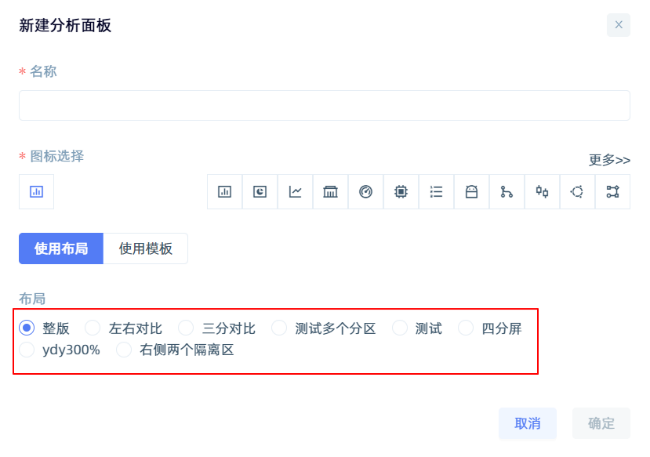 新建分析面板
* 名称
* 图标选择
更多>>
使用布局 使用模板
布局
整版 左右对比 三分对比 测试多个分区 测试 四分屏
ydy300% 右侧两个隔离区
取消 确定